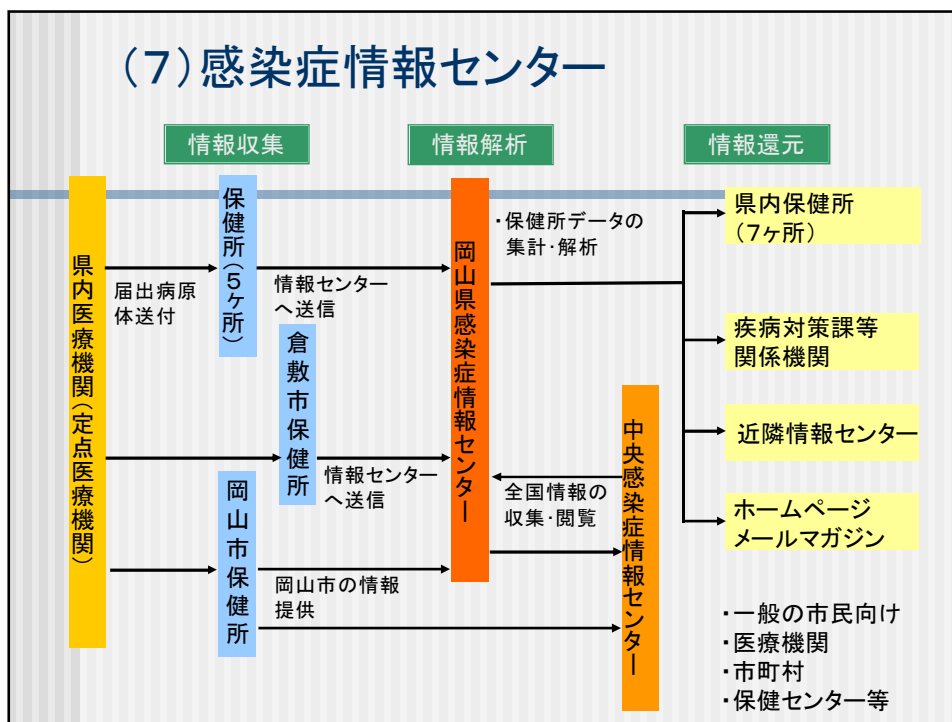 （７）感染症情報センター
情報収集
情報解析
情報還元
県内医療機関（定点医療機関）
届出病原
体送付
保健所（５ヶ所）
情報センター
へ送信
倉敷市保健所
情報センター
へ送信
岡山市保健所
岡山市の情報
提供
岡山県感染症情報センター
・保健所データの
集計・解析
全国情報の
収集・閲覧
中央感染症情報センター
県内保健所
（７ヶ所）
疾病対策課等
関係機関
近隣情報センター
ホームページ
メールマガジン
・一般の市民向け
・医療機関
・市町村
・保健センター等